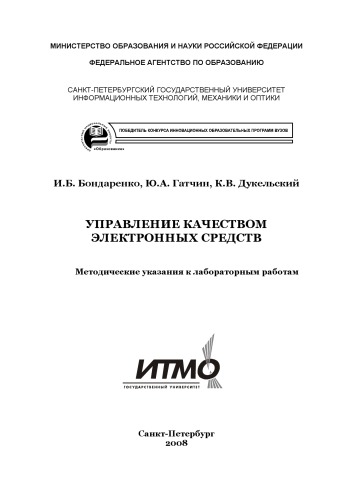 МИНИСТЕРСТВО ОБРАЗОВАНИЯ И НАУКИ РОССИЙСКОЙ ФЕДЕРАЦИИ
ФЕДЕРАЛЬНОЕ АГЕНТСТВО ПО ОБРАЗОВАНИЮ
САНКТ-ПЕТЕРБУРГСКИЙ ГОСУДАРСТВЕННЫЙ УНИВЕРСИТЕТ
ИНФОРМАЦИОННЫХ ТЕХНОЛОГИЙ, МЕХАНИКИ И ОПТИКИ
ПОБЕДИТЕЛЬ КОНКУРСА ИННОВАЦИОННЫХ ОБРАЗОВАТЕЛЬНЫХ ПРОГРАММ ВУЗОВ
«Образование»
И.Б. Бондаренко, Ю.А. Гатчин, К.В. Дукельский
УПРАВЛЕНИЕ КАЧЕСТВОМ
ЭЛЕКТРОННЫХ СРЕДСТВ
Методические указания к лабораторным работам
ИТМО
ГОСУДАРСТВЕННЫЙ УНИВЕРСИТЕТ
Санкт-Петербург
2008